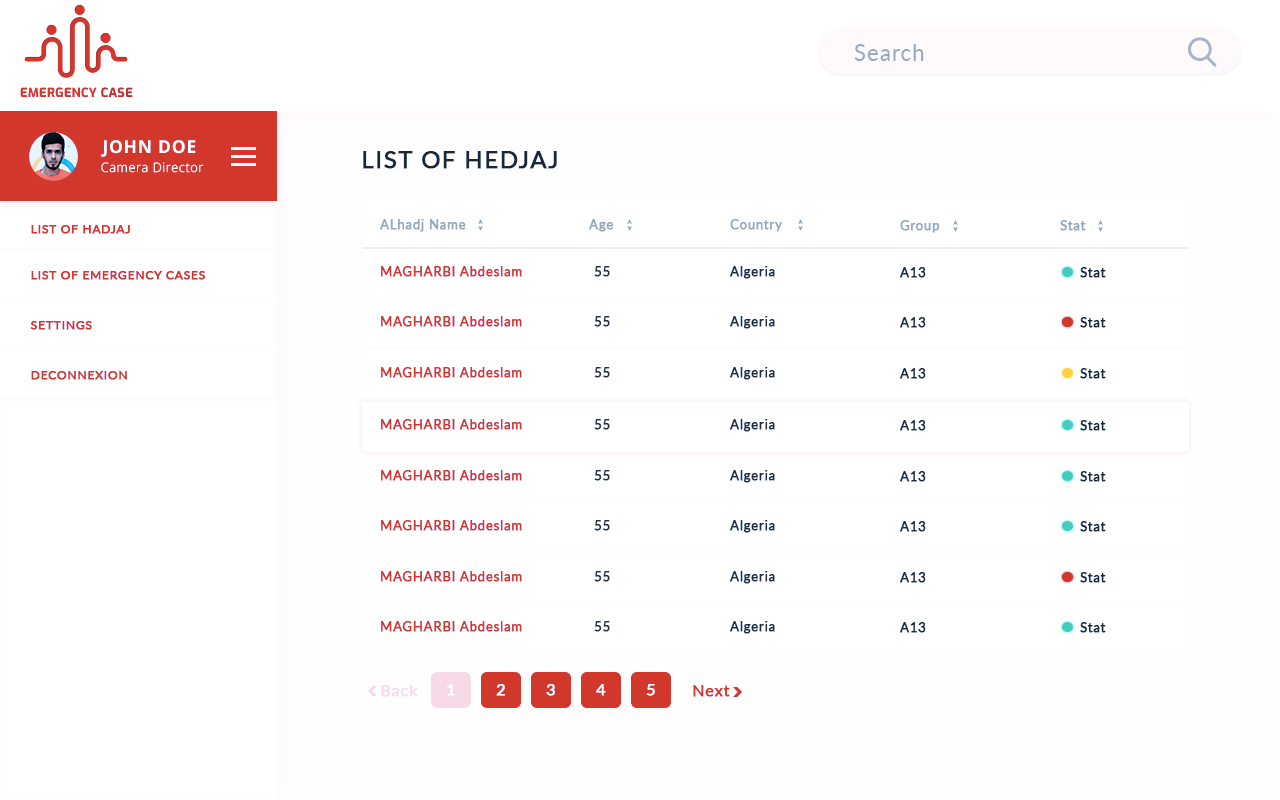 EMERGENCY CASE
Search
JOHN DOE
Camera Director
LIST OF HADJAJ
LIST OF EMERGENCY CASES
SETTINGS
DECONNEXION
LIST OF HEDJAJ
ALhadj Name Age Country Group Stat
MAGHARBI Abdeslam 55 Algeria A13 Stat
MAGHARBI Abdeslam 55 Algeria A13 Stat
MAGHARBI Abdeslam 55 Algeria A13 Stat
MAGHARBI Abdeslam 55 Algeria A13 Stat
MAGHARBI Abdeslam 55 Algeria A13 Stat
MAGHARBI Abdeslam 55 Algeria A13 Stat
MAGHARBI Abdeslam 55 Algeria A13 Stat
MAGHARBI Abdeslam 55 Algeria A13 Stat
Back 1 2 3 4 5 Next